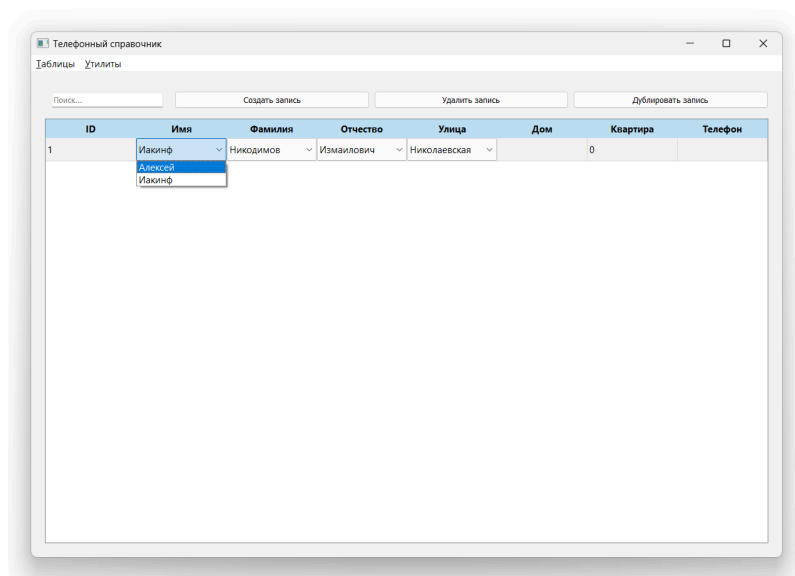 Телефонный справочник
Таблицы Утилиты
Поиск... Создать запись Удалить запись Дублировать запись
ID Имя Фамилия Отчество Улица Дом Квартира Телефон
1 Иакинф Никодимов Измаилович Николаевская 0
Алексей
Иакинф